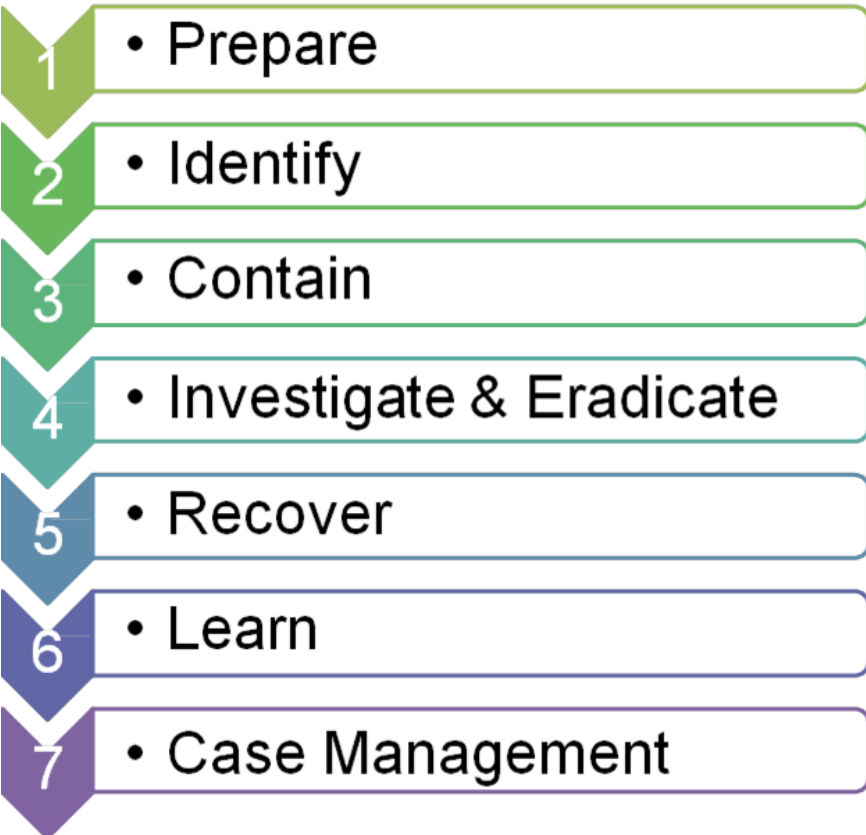 1 • Prepare
2 • Identify
3 • Contain
4 • Investigate & Eradicate
5 • Recover
6 • Learn
7 • Case Management